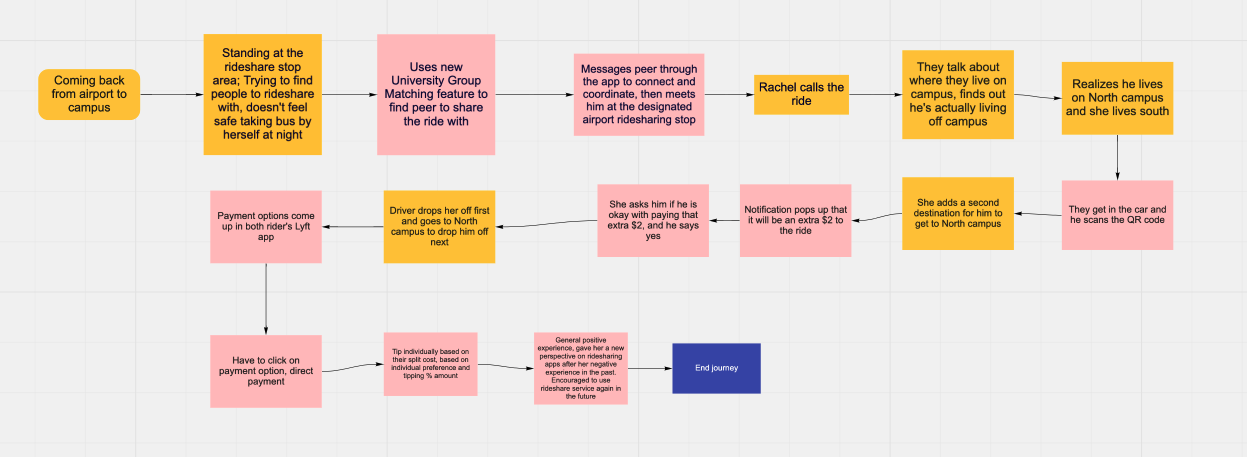 Coming back
from airport to
campus
Standing at the
rideshare stop
area; Trying to find
people to rideshare
with, doesn't feel
safe taking bus by
herself at night
Uses new
University Group
Matching feature to
find peer to share
the ride with
Messages peer through
the app to connect and
coordinate, then meets
him at the designated
airport ridesharing stop
Rachel calls the
ride
They talk about
where they live on
campus, finds out
he's actually living
off campus
Realizes he lives
on North campus
and she lives south
They get in the car and
he scans the QR code
She adds a second
destination for him to
get to North campus
Notification pops up that
it will be an extra $2 to
the ride
She asks him if he is
okay with paying that
extra $2, and he says
yes
Driver drops her off first
and goes to North
campus to drop him off
next
Payment options come
up in both rider's Lyft
app
Have to click on
payment option, direct
payment
Tip individually based on
their split cost, based on
individual preference and
tipping % amount
General positive
experience, gave her a new
perspective on ridesharing
apps after her negative
experience in the past.
Encouraged to use
rideshare service again in
the future
End journey